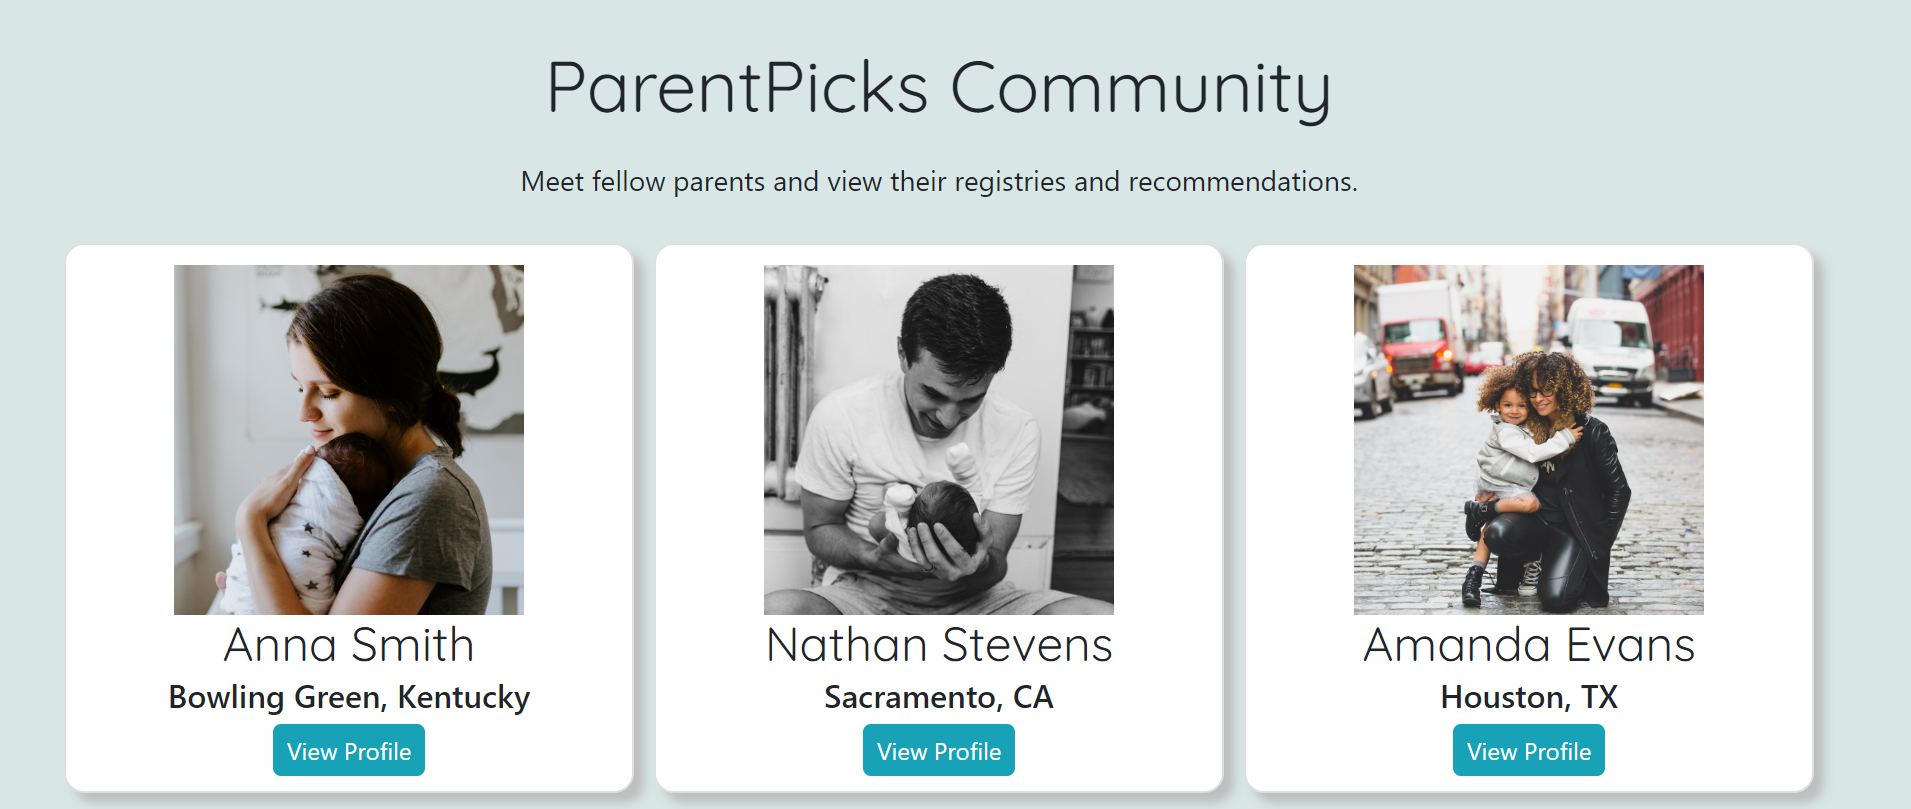 ParentPicks Community
Meet fellow parents and view their registries and recommendations.
Anna Smith
Bowling Green, Kentucky
View Profile
Nathan Stevens
Sacramento, CA
View Profile
Amanda Evans
Houston, TX
View Profile